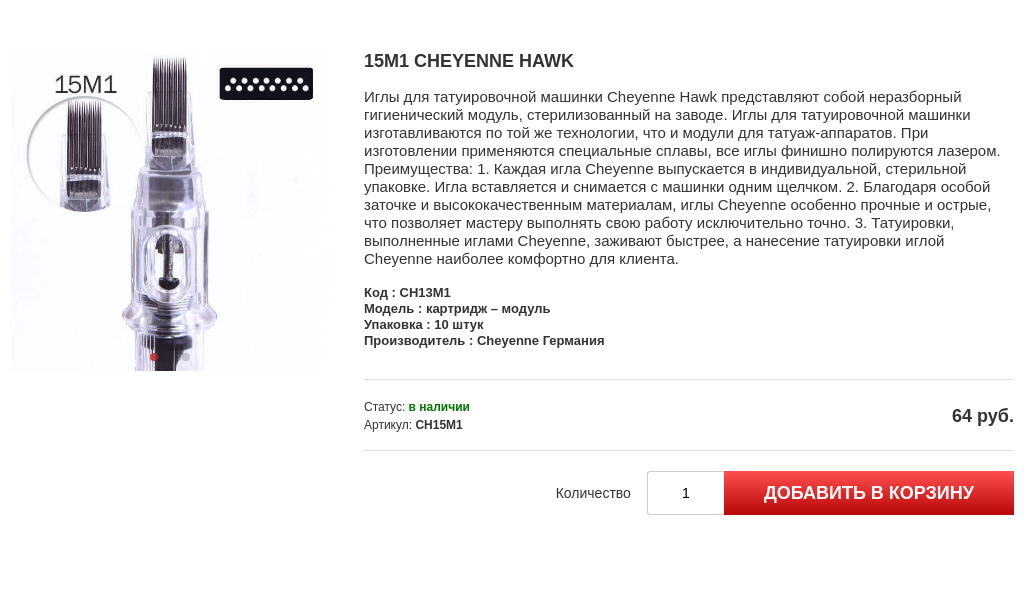 15M1
15M1 CHEYENNE HAWK
Иглы для татуировочной машинки Cheyenne Hawk представляют собой неразборный
гигиенический модуль, стерилизованный на заводе. Иглы для татуировочной машинки
изготавливаются по той же технологии, что и модули для татуаж-аппаратов. При
изготовлении применяются специальные сплавы, все иглы финишно полируются лазером.
Преимущества: 1. Каждая игла Cheyenne выпускается в индивидуальной, стерильной
упаковке. Игла вставляется и снимается с машинки одним щелчком. 2. Благодаря особой
заточке и высококачественным материалам, иглы Cheyenne особенно прочные и острые,
что позволяет мастеру выполнять свою работу исключительно точно. 3. Татуировки,
выполненные иглами Cheyenne, заживают быстрее, а нанесение татуировки иглой
Cheyenne наиболее комфортно для клиента.
Код : CH13M1
Модель : картридж – модуль
Упаковка : 10 штук
Производитель : Cheyenne Германия
Статус: в наличии
Артикул: CH15M1
64 руб.
Количество 1 ДОБАВИТЬ В КОРЗИНУ